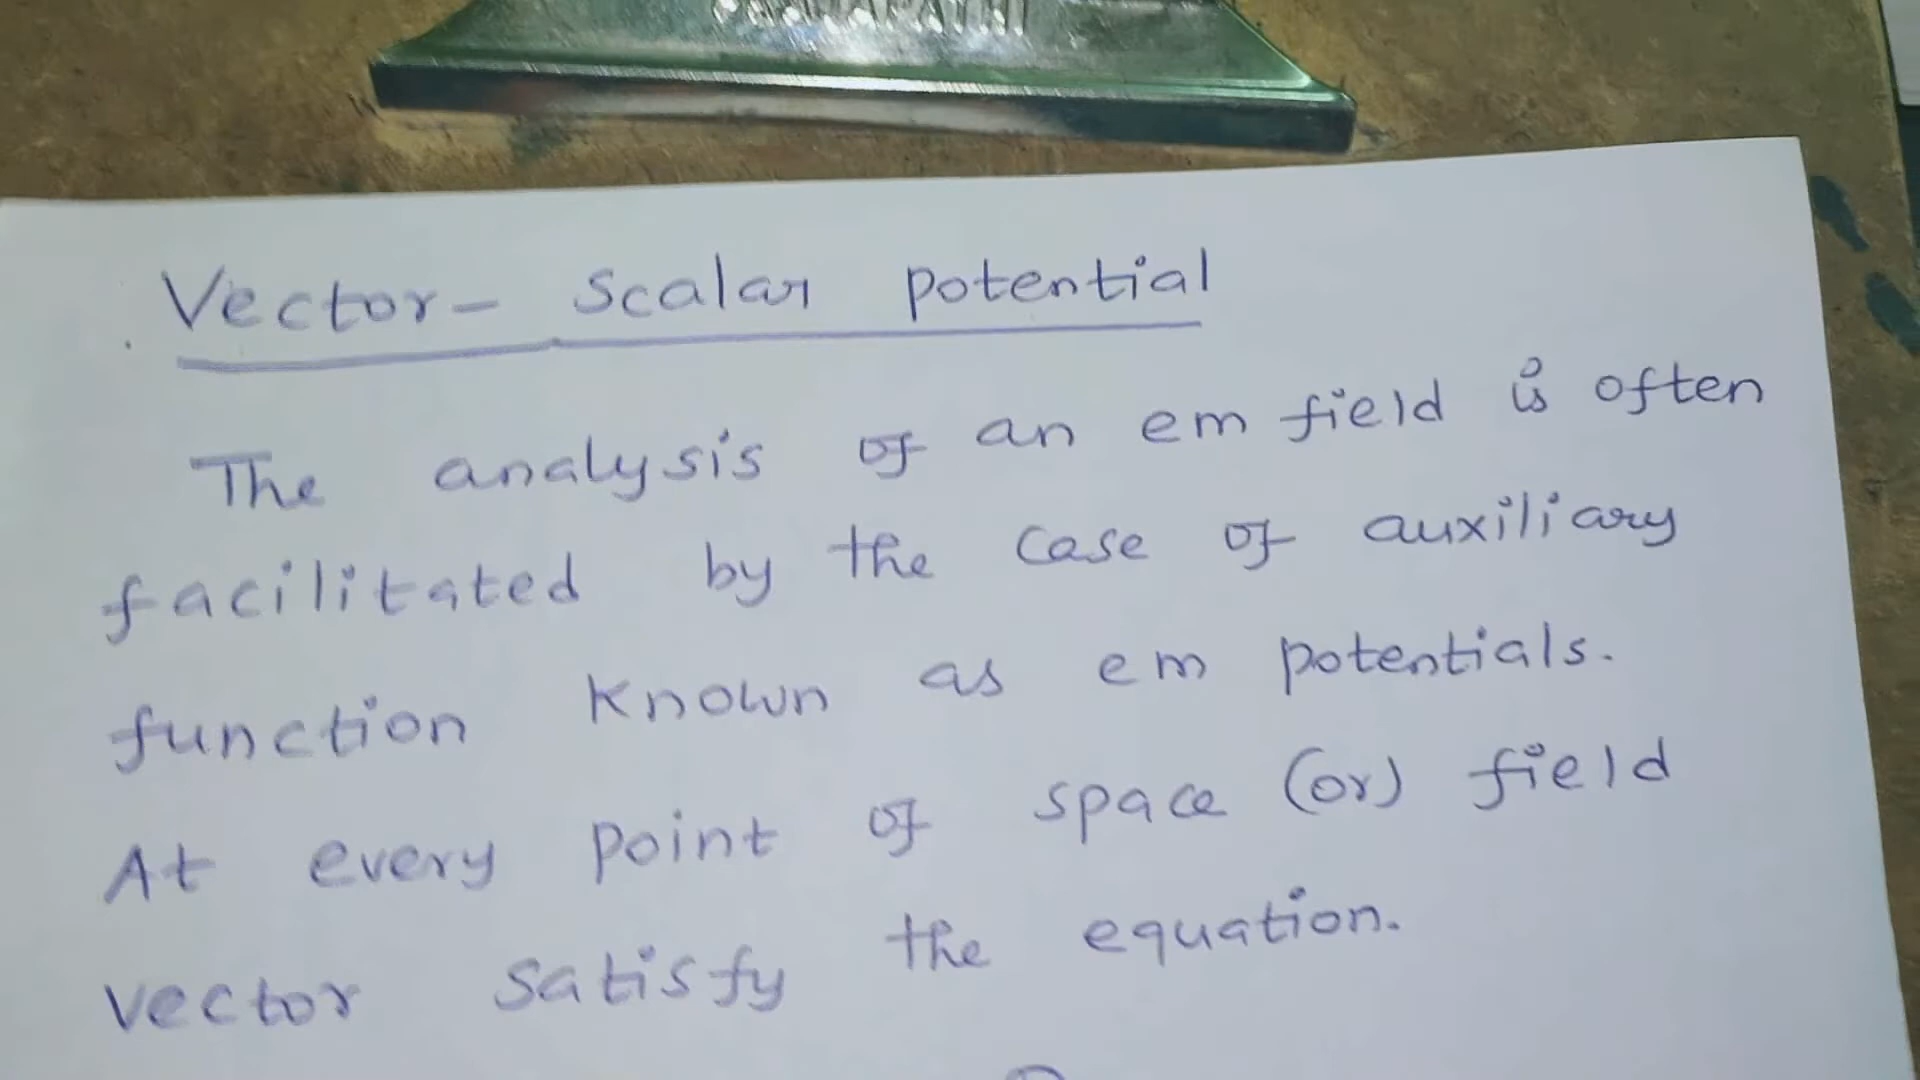 Vector- scalar potential
The analysis of an em field is often
facilitated by the case of auxiliary
function known as em potentials.
At every point of space (or) field
vector satisfy the equation.